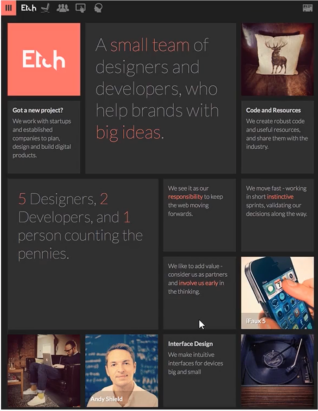 Etch
Etch
A small team of
designers and
developers, who
help brands with
big ideas.
Got a new project?
We work with startups
and established
companies to plan,
design and build digital
products.
Code and Resources
We create robust code
and useful resources,
and share them with the
industry.
5 Designers, 2
Developers, and 1
person counting the
pennies.
We see it as our
responsibility to keep
the web moving
forwards.
We move fast - working
in short instinctive
sprints, validating our
decisions along the way.
We like to add value -
consider us as partners
and involve us early in
the thinking.
Andy Shield
Interface Design
We make intuitive
interfaces for devices
big and small